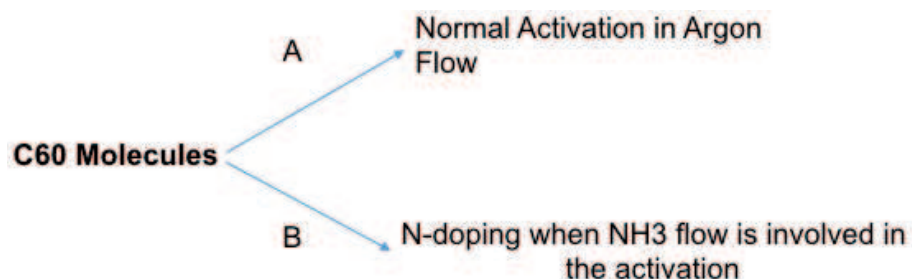 A
Normal Activation in Argon
Flow
C60 Molecules
B
N-doping when NH3 flow is involved in
the activation